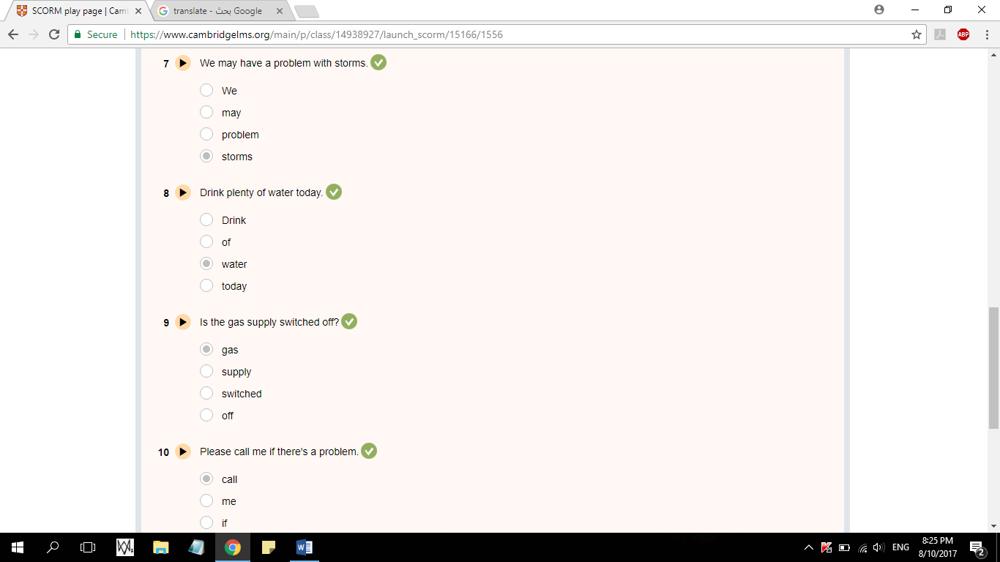 SCORM play page | Cam
translate - بحث Google
Secure
https://www.cambridgelms.org/main/p/class/14938927/launch_scorm/15166/1556
ABP
7 We may have a problem with storms.
We
may
problem
storms
8 Drink plenty of water today.
Drink
of
water
today
9 Is the gas supply switched off?
gas
supply
switched
off
10 Please call me if there's a problem.
call
me
if
ENG
8:25 PM
8/10/2017
2